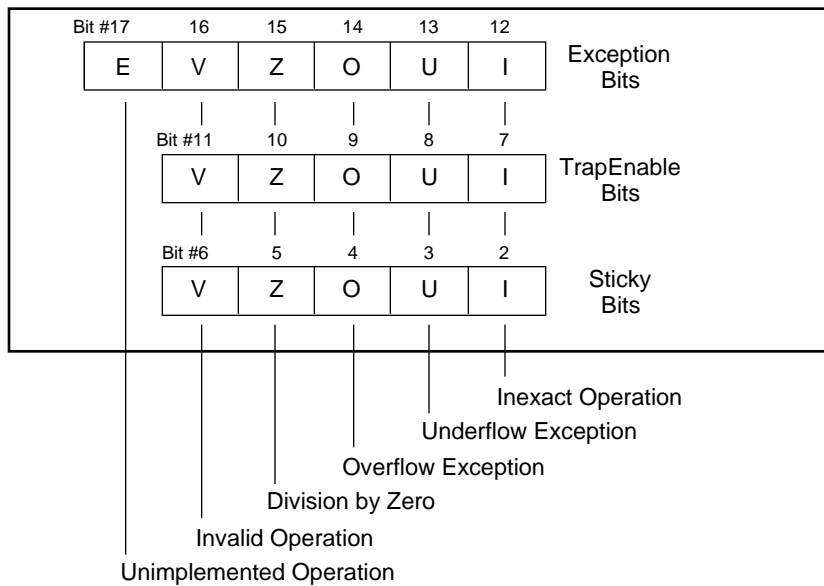 Bit #17 16 15 14 13 12
E V Z O U I
Exception
Bits
Bit #11 10 9 8 7
V Z O U I
TrapEnable
Bits
Bit #6 5 4 3 2
V Z O U I
Sticky
Bits
Inexact Operation
Underflow Exception
Overflow Exception
Division by Zero
Invalid Operation
Unimplemented Operation